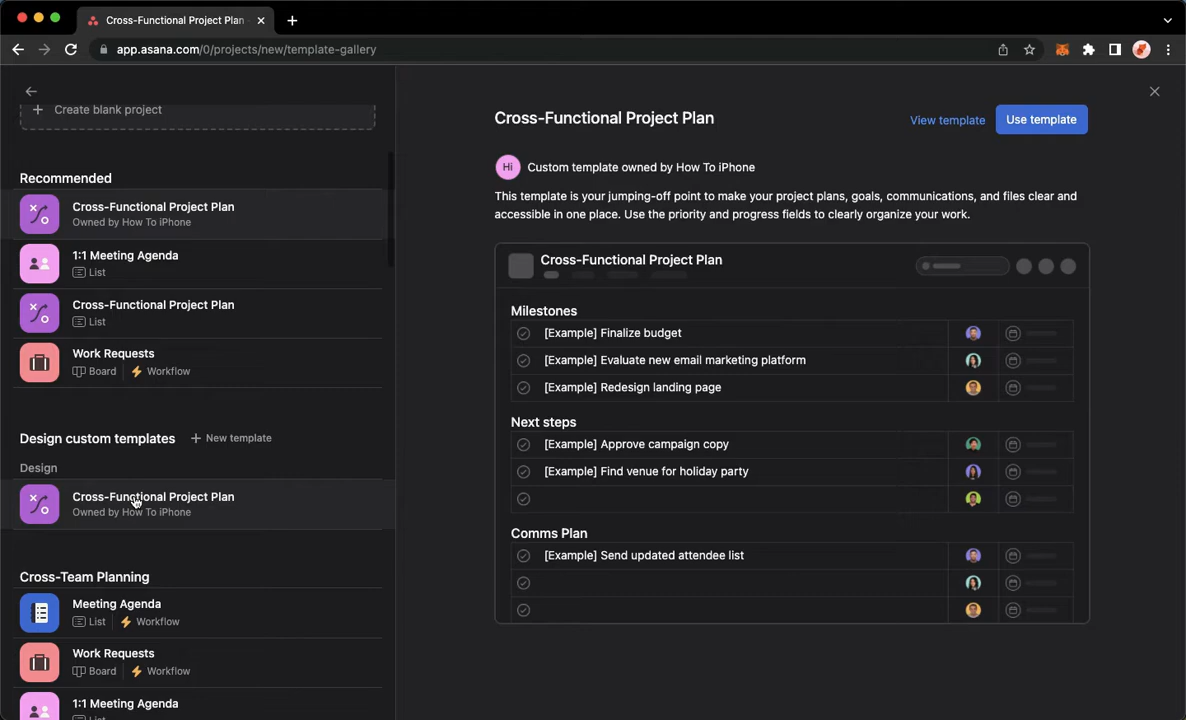 Cross-Functional Project Plan
app.asana.com/0/projects/new/template-gallery
Create blank project
Recommended
Cross-Functional Project Plan
Owned by How To iPhone
1:1 Meeting Agenda
List
Cross-Functional Project Plan
List
Work Requests
Board
Workflow
Design custom templates
New template
Design
Cross-Functional Project Plan
Owned by How To iPhone
Cross-Team Planning
Meeting Agenda
List
Workflow
Work Requests
Board
Workflow
1:1 Meeting Agenda
List
Cross-Functional Project Plan
View template
Use template
Hi
Custom template owned by How To iPhone
This template is your jumping-off point to make your project plans, goals, communications, and files clear and
accessible in one place. Use the priority and progress fields to clearly organize your work.
Cross-Functional Project Plan
Milestones
[Example] Finalize budget
[Example] Evaluate new email marketing platform
[Example] Redesign landing page
Next steps
[Example] Approve campaign copy
[Example] Find venue for holiday party
Comms Plan
[Example] Send updated attendee list